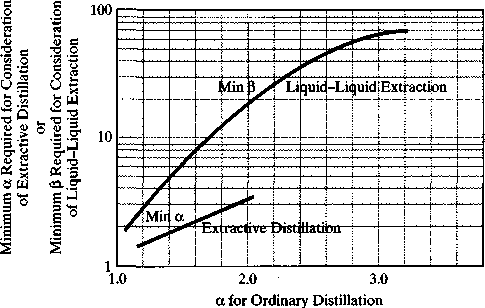 Minimum α Required for Consideration
of Extractive Distillation
or
Minimum β Required for Consideration
of Liquid–Liquid Extraction
100
10
1
Min β
Liquid–Liquid Extraction
Min α
Extractive Distillation
1.0
2.0
3.0
α for Ordinary Distillation